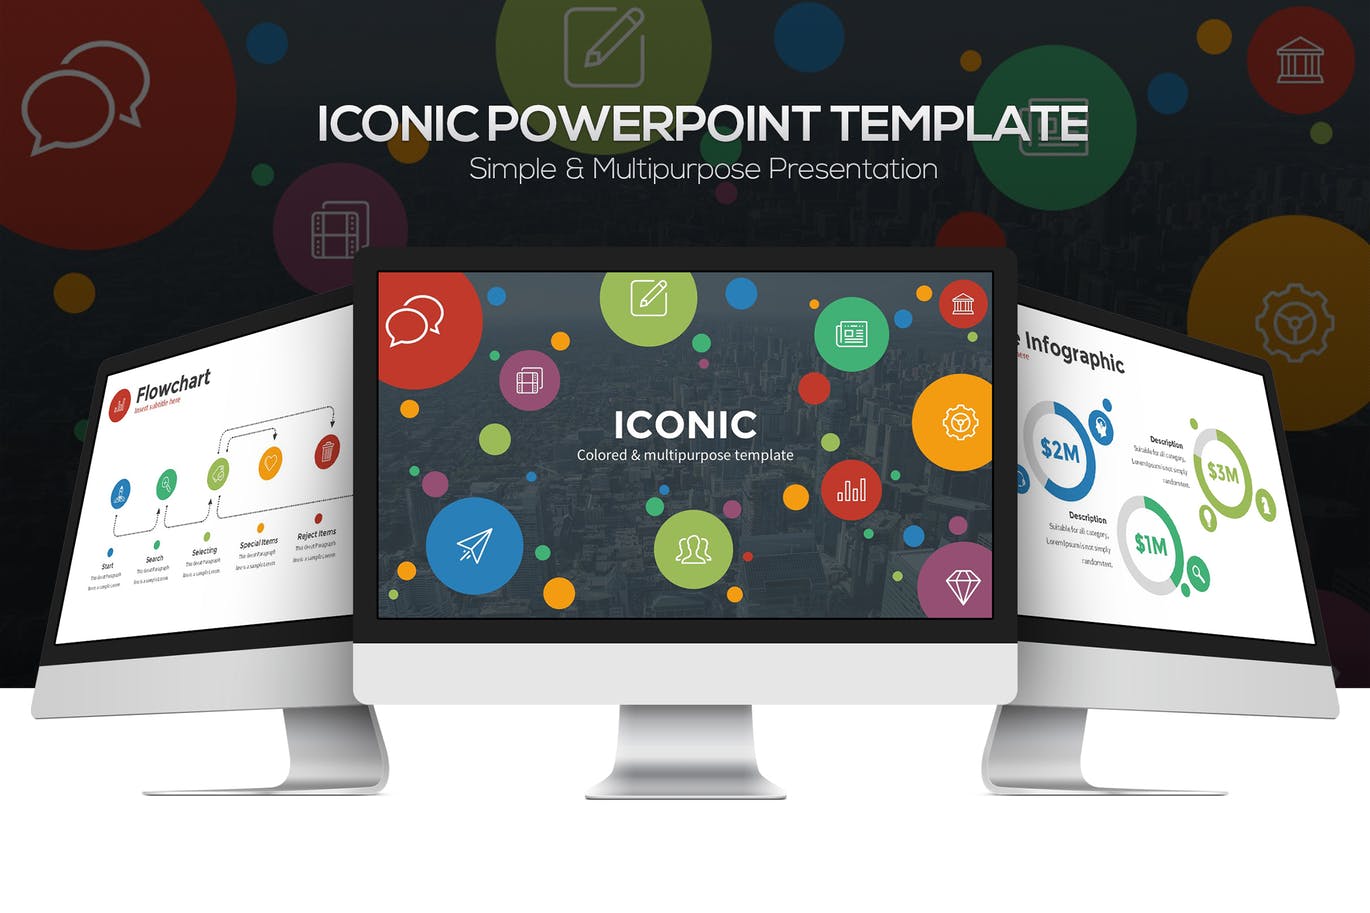 ICONIC POWERPOINT TEMPLATE
Simple & Multipurpose Presentation
Flowchart
Insert subtitle here
Start
Search
Selecting
Special Items
Reject Items
ICONIC
Colored & multipurpose template
Infographic
$2M
Description
Suitable for all category,
Lorem Ipsum is not simply
random text.
$3M
Description
Suitable for all category,
Lorem Ipsum is not simply
random text.
$1M